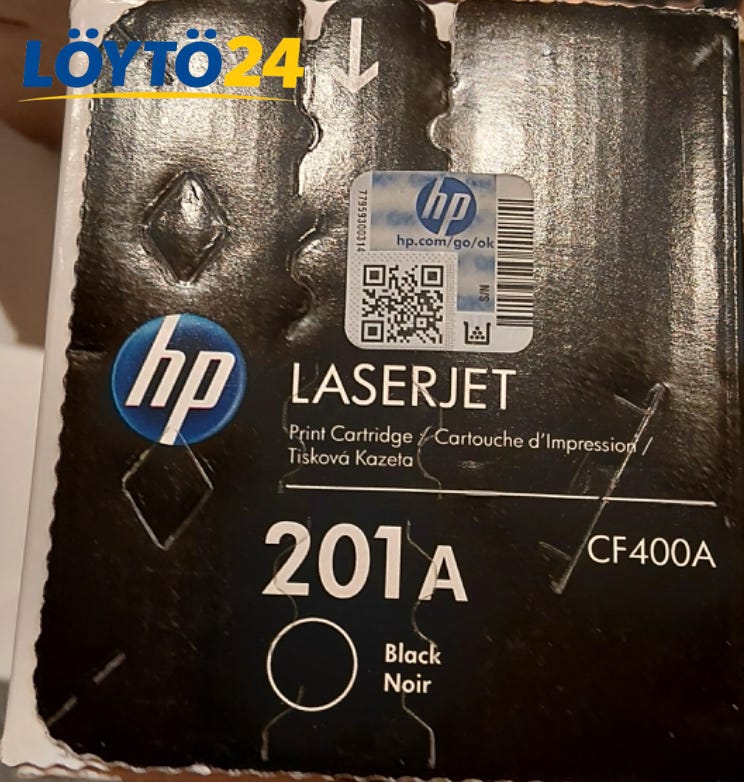 LÖYTÖ24
hp
hp.com/go/ok
S/N
hp
LASERJET
Print Cartridge / Cartouche d'Impression /
Tisková Kazeta
201A
CF400A
Black
Noir